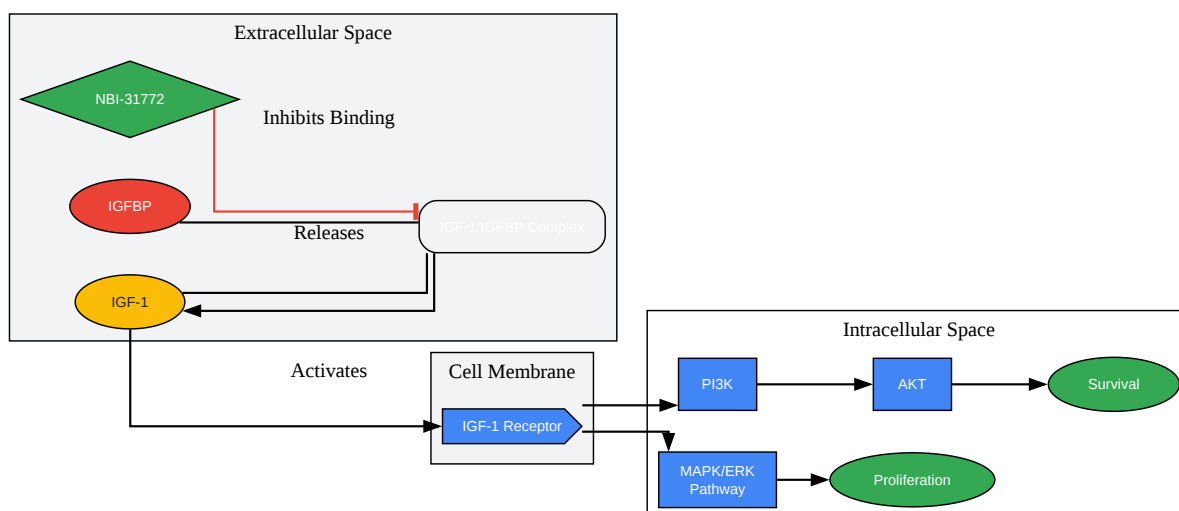 Extracellular Space
NBI-31772
Inhibits Binding
IGFBP
IGF-1:IGFBP Complex
Releases
IGF-1
Activates
Cell Membrane
IGF-1 Receptor
Intracellular Space
PI3K
AKT
Survival
MAPK/ERK
Pathway
Proliferation